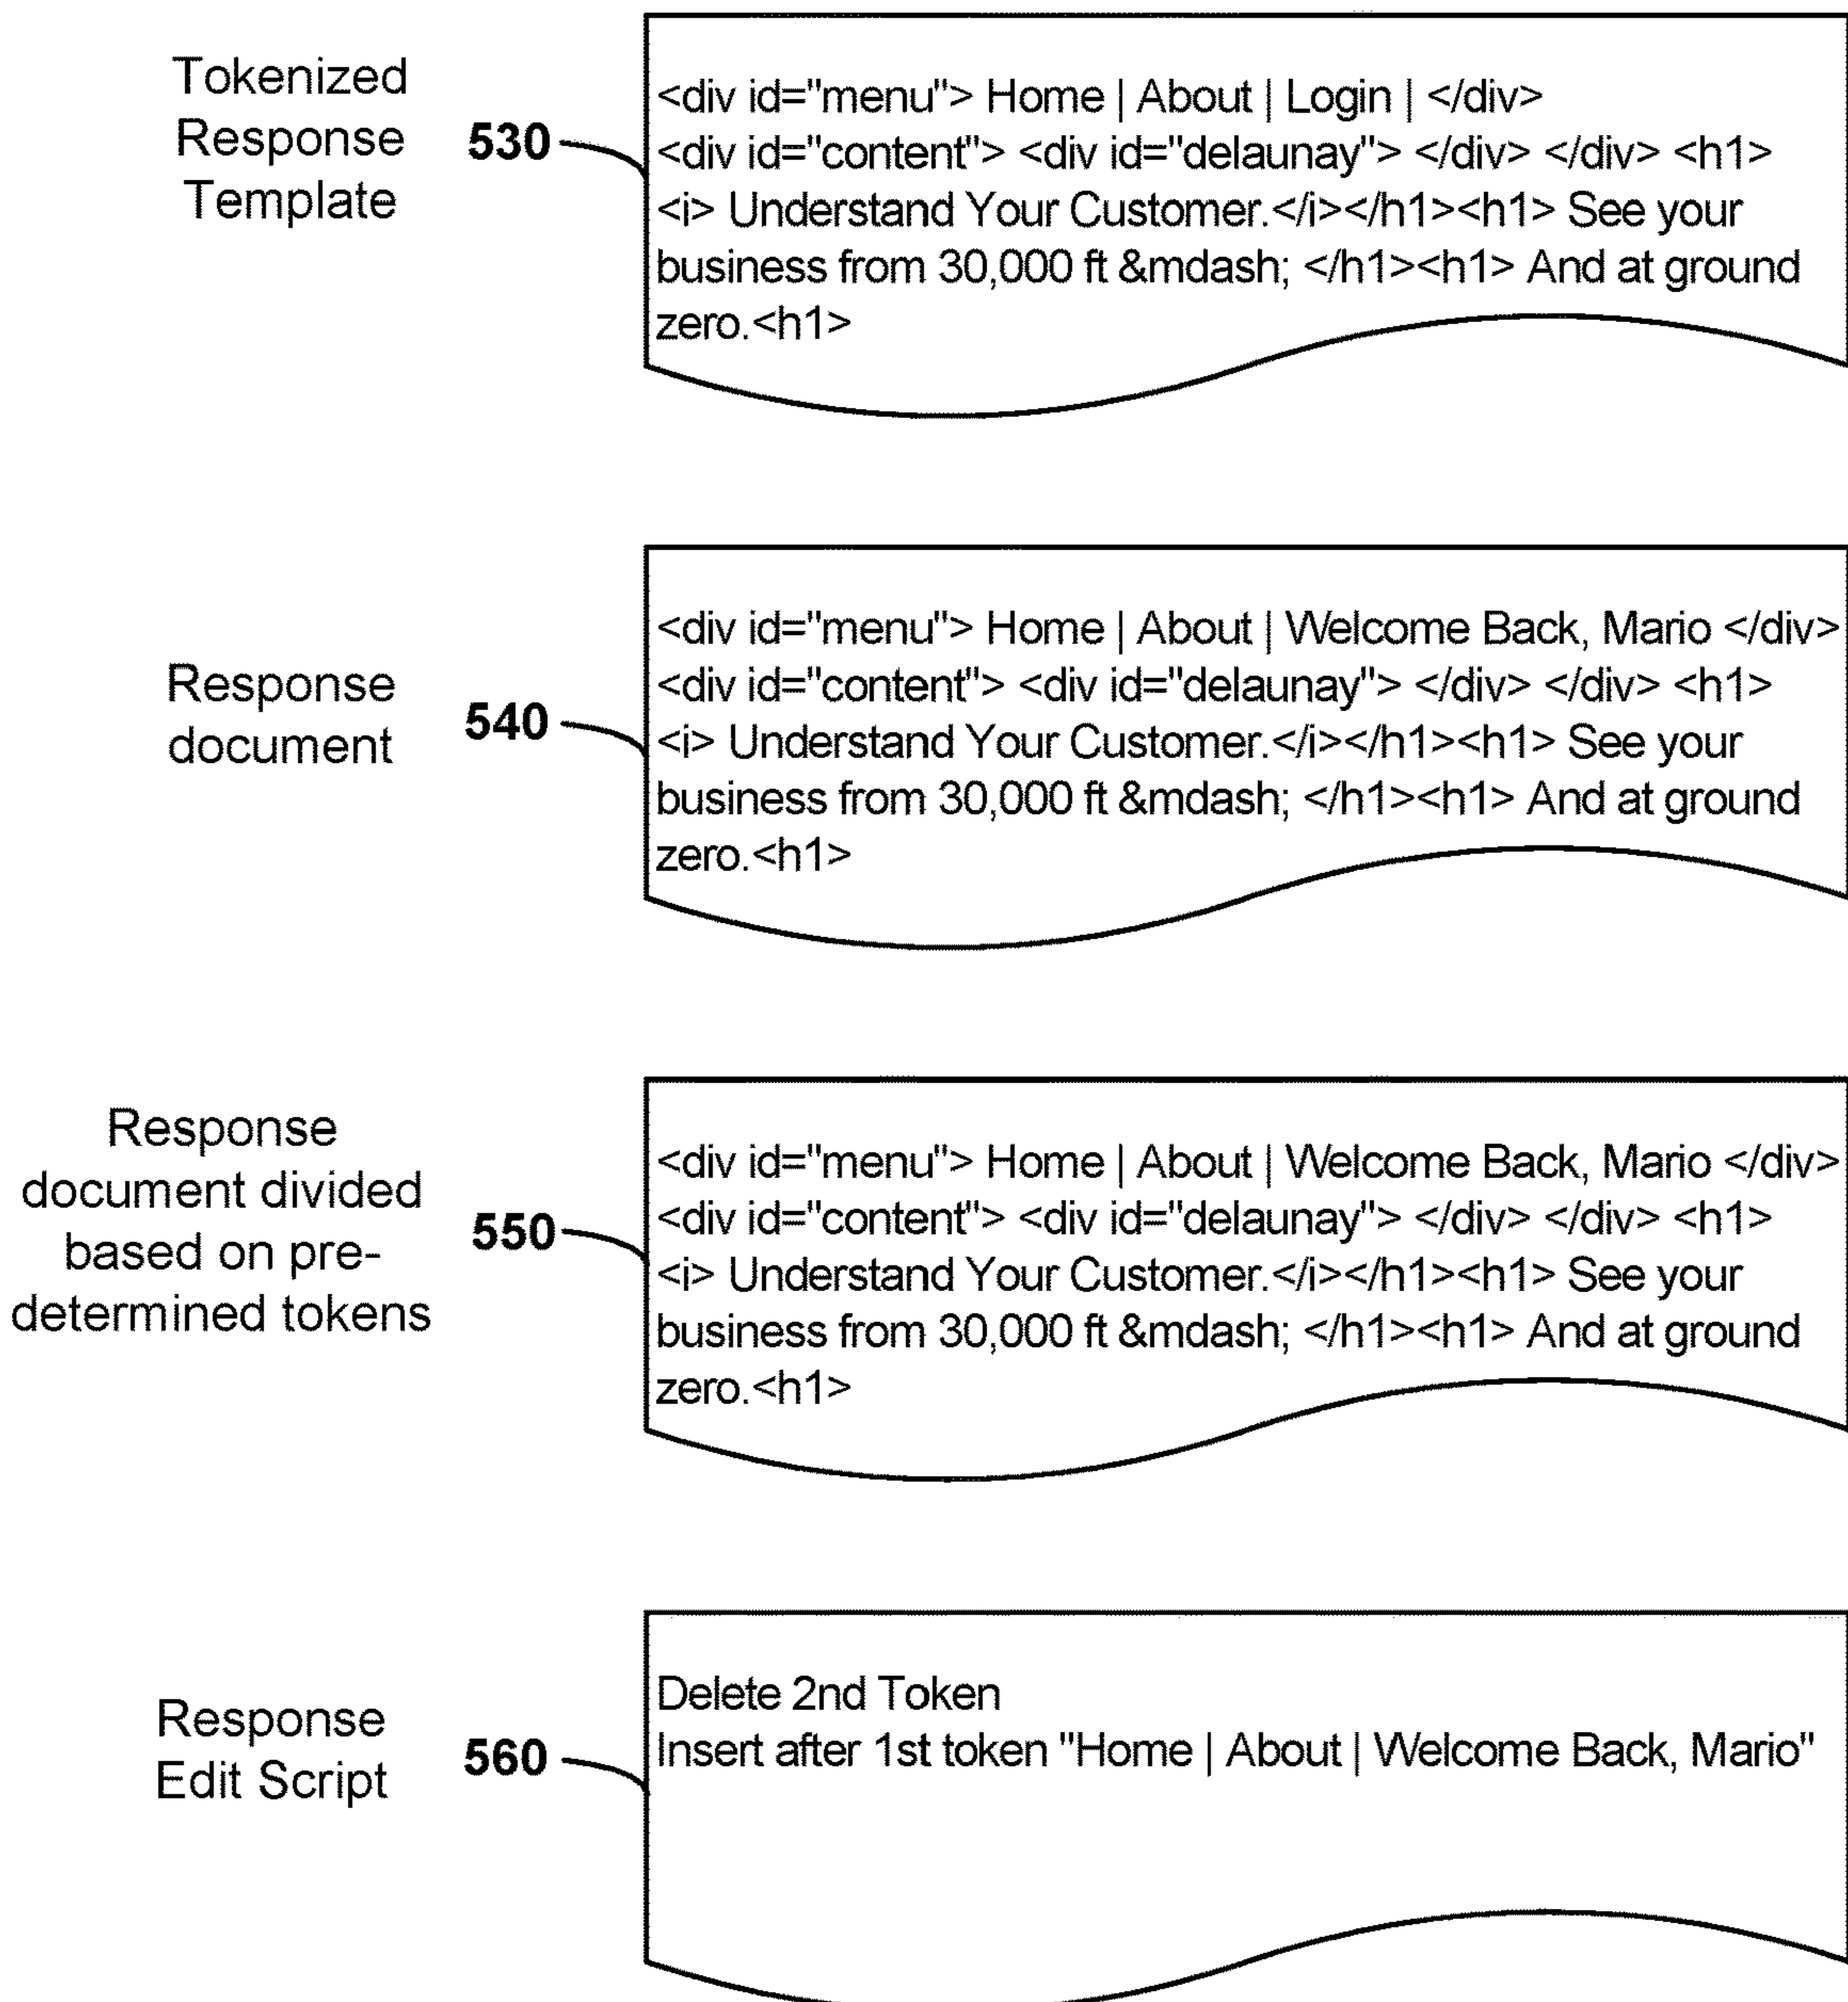 Tokenized
Response
Template
530
<div id="menu"> Home | About | Login | </div>
<div id="content"> <div id="delaunay"> </div> </div> <h1>
<i> Understand Your Customer.</i></h1><h1> See your
business from 30,000 ft &mdash; </h1><h1> And at ground
zero.<h1>
Response
document
540
<div id="menu"> Home | About | Welcome Back, Mario </div>
<div id="content"> <div id="delaunay"> </div> </div> <h1>
<i> Understand Your Customer.</i></h1><h1> See your
business from 30,000 ft &mdash; </h1><h1> And at ground
zero.<h1>
Response
document divided
based on pre-
determined tokens
550
<div id="menu"> Home | About | Welcome Back, Mario </div>
<div id="content"> <div id="delaunay"> </div> </div> <h1>
<i> Understand Your Customer.</i></h1><h1> See your
business from 30,000 ft &mdash; </h1><h1> And at ground
zero.<h1>
Response
Edit Script
560
Delete 2nd Token
Insert after 1st token "Home | About | Welcome Back, Mario"